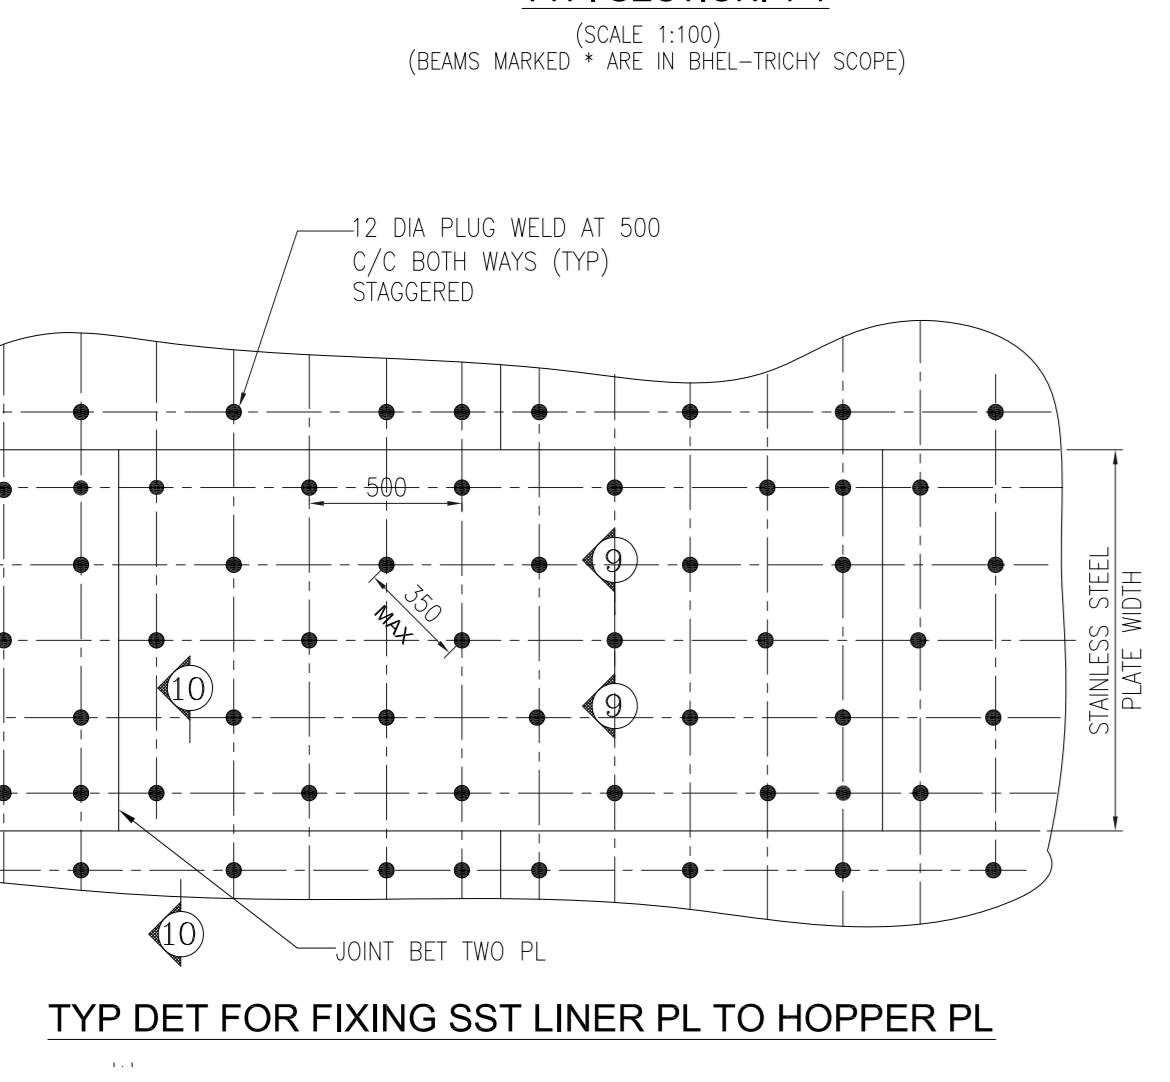 (SCALE 1:100)
(BEAMS MARKED * ARE IN BHEL-TRICHY SCOPE)
12 DIA PLUG WELD AT 500
C/C BOTH WAYS (TYP)
STAGGERED
500
9
350
MAX
STAINLESS STEEL
PLATE WIDTH
10
9
10
JOINT BET TWO PL
TYP DET FOR FIXING SST LINER PL TO HOPPER PL